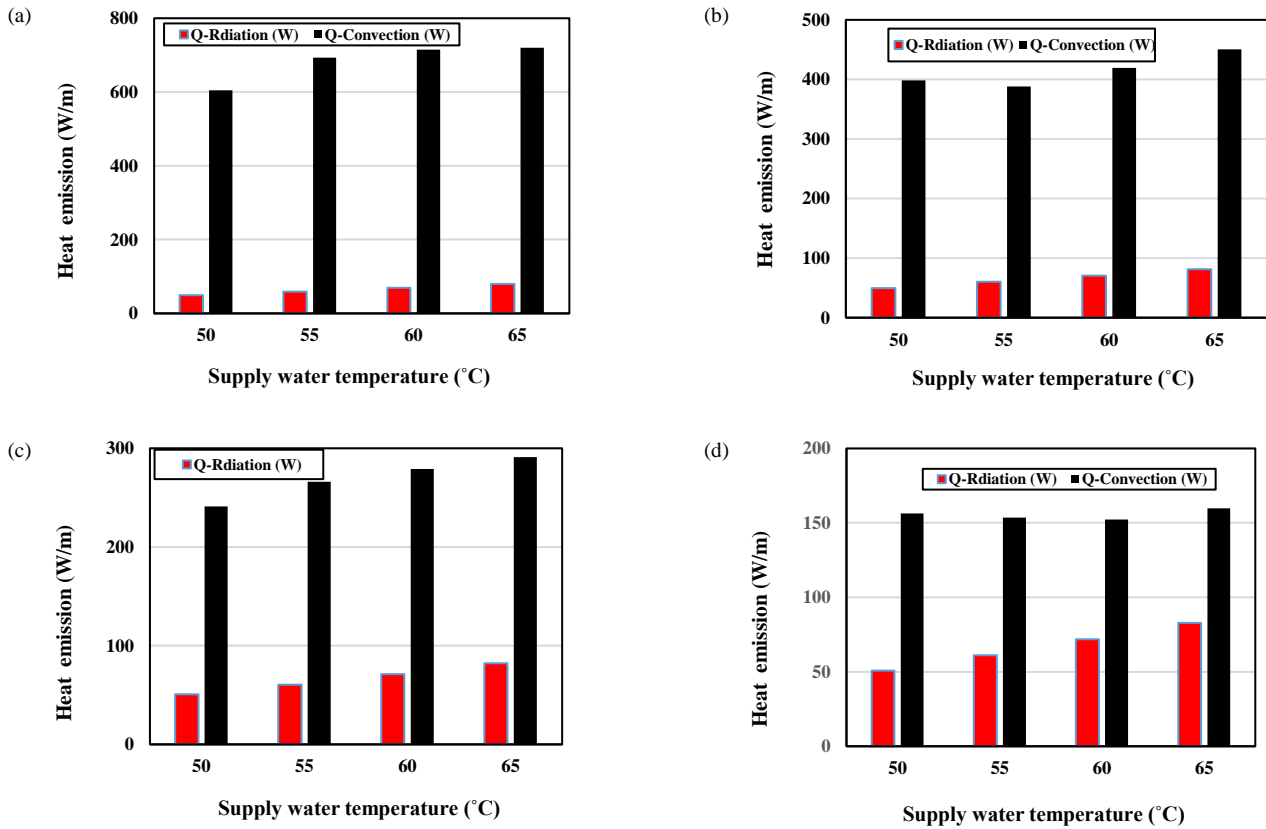 (a)
800
600
400
200
0
Q-Rdiation (W) Q-Convection (W)
Heat emission (W/m)
50 55 60 65
Supply water temperature (˚C)
(b)
500
400
300
200
100
0
Q-Rdiation (W) Q-Convection (W)
Heat emission (W/m)
50 55 60 65
Supply water temperature (˚C)
(c)
300
200
100
0
Q-Rdiation (W)
Heat emission (W/m)
50 55 60 65
Supply water temperature (˚C)
(d)
200
150
100
50
0
Q-Rdiation (W) Q-Convection (W)
Heat emission (W/m)
50 55 60 65
Supply water temperature (˚C)